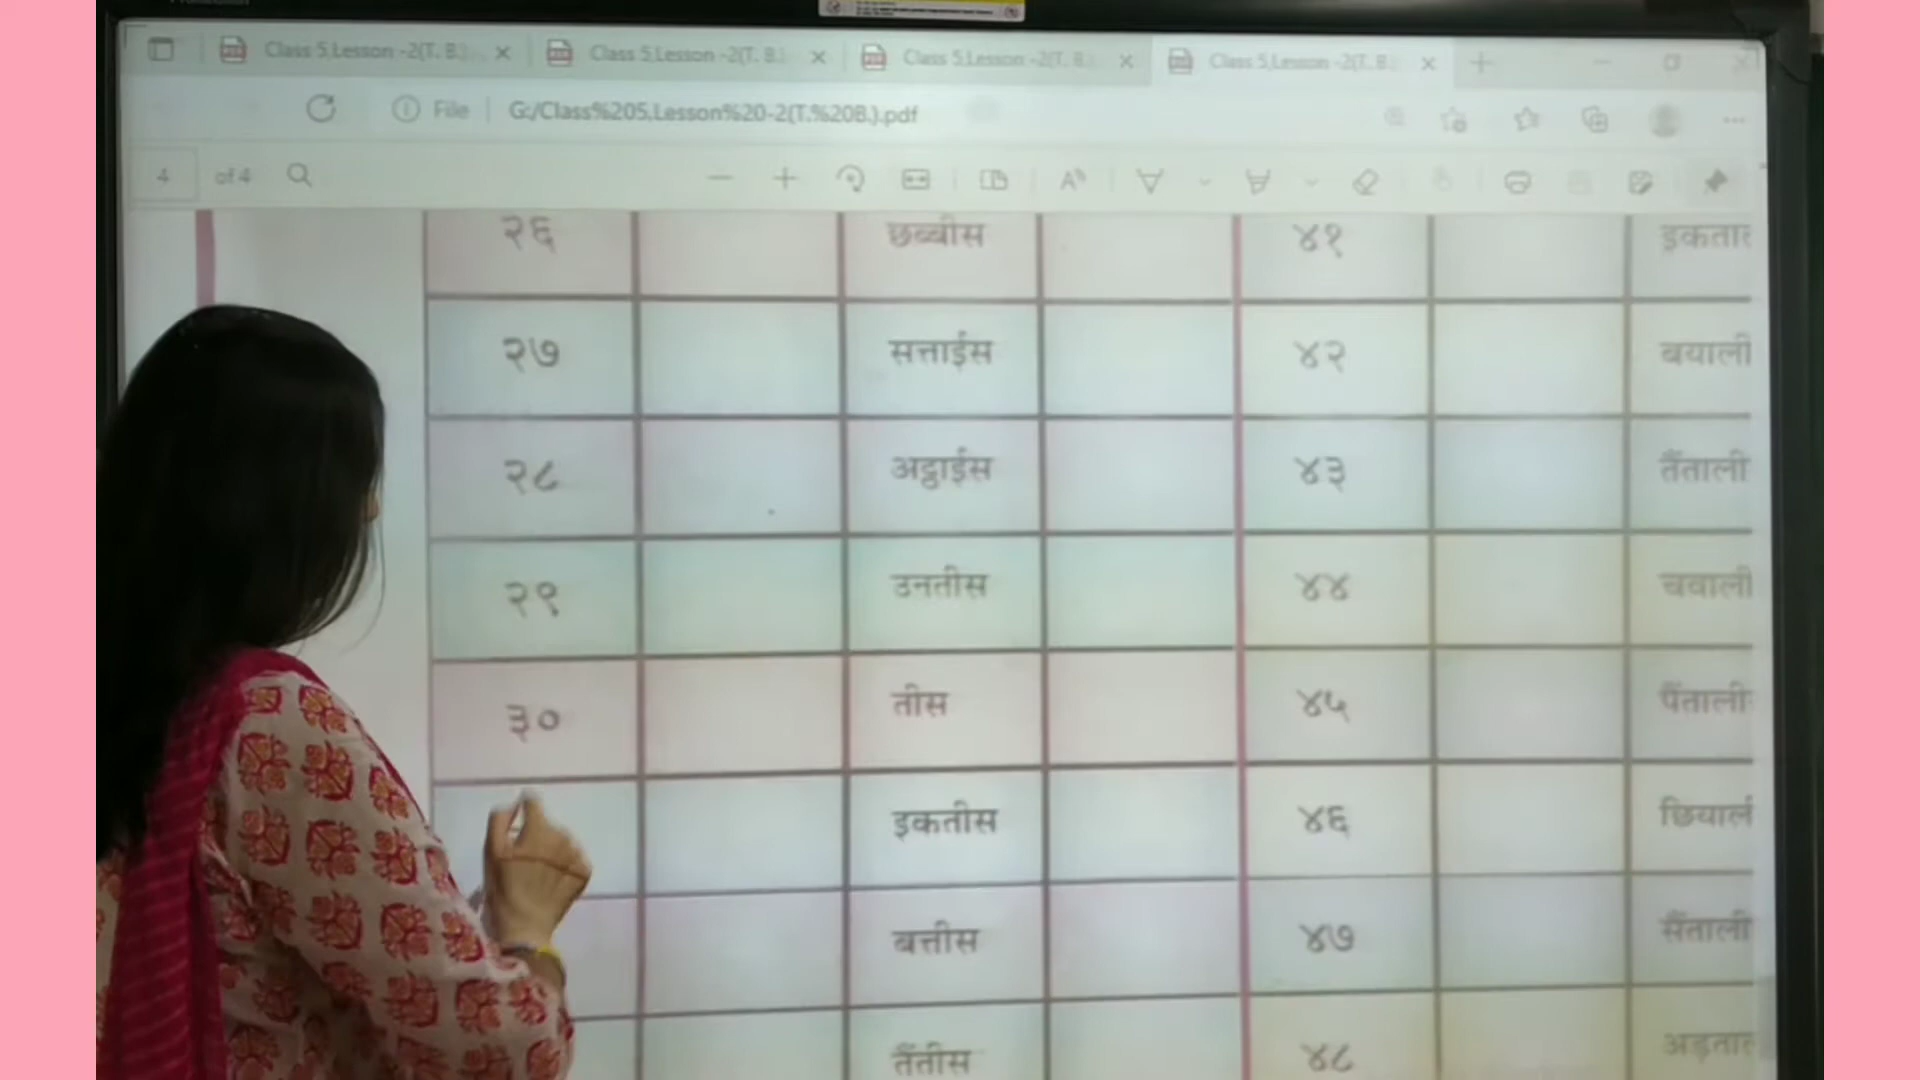 Class 5,Lesson -2(T. B. Class 5,Lesson -2(T. B. Class 5,Lesson -2(T. B. Class 5,Lesson -2(T. B.
File G:/Class%205,Lesson%20-2(T.%20B.).pdf
4 of 4
२६ छब्बीस ४१ इकता
२७ सत्ताईस ४२ बयाली
२८ अट्ठाईस ४३ तैंताली
२९ उनतीस ४४ चवाली
३० तीस ४५ पैंताली
इकतीस ४६ छियाल
बत्तीस ४७ सैंताली
तैंतीस ४८ अड़ता